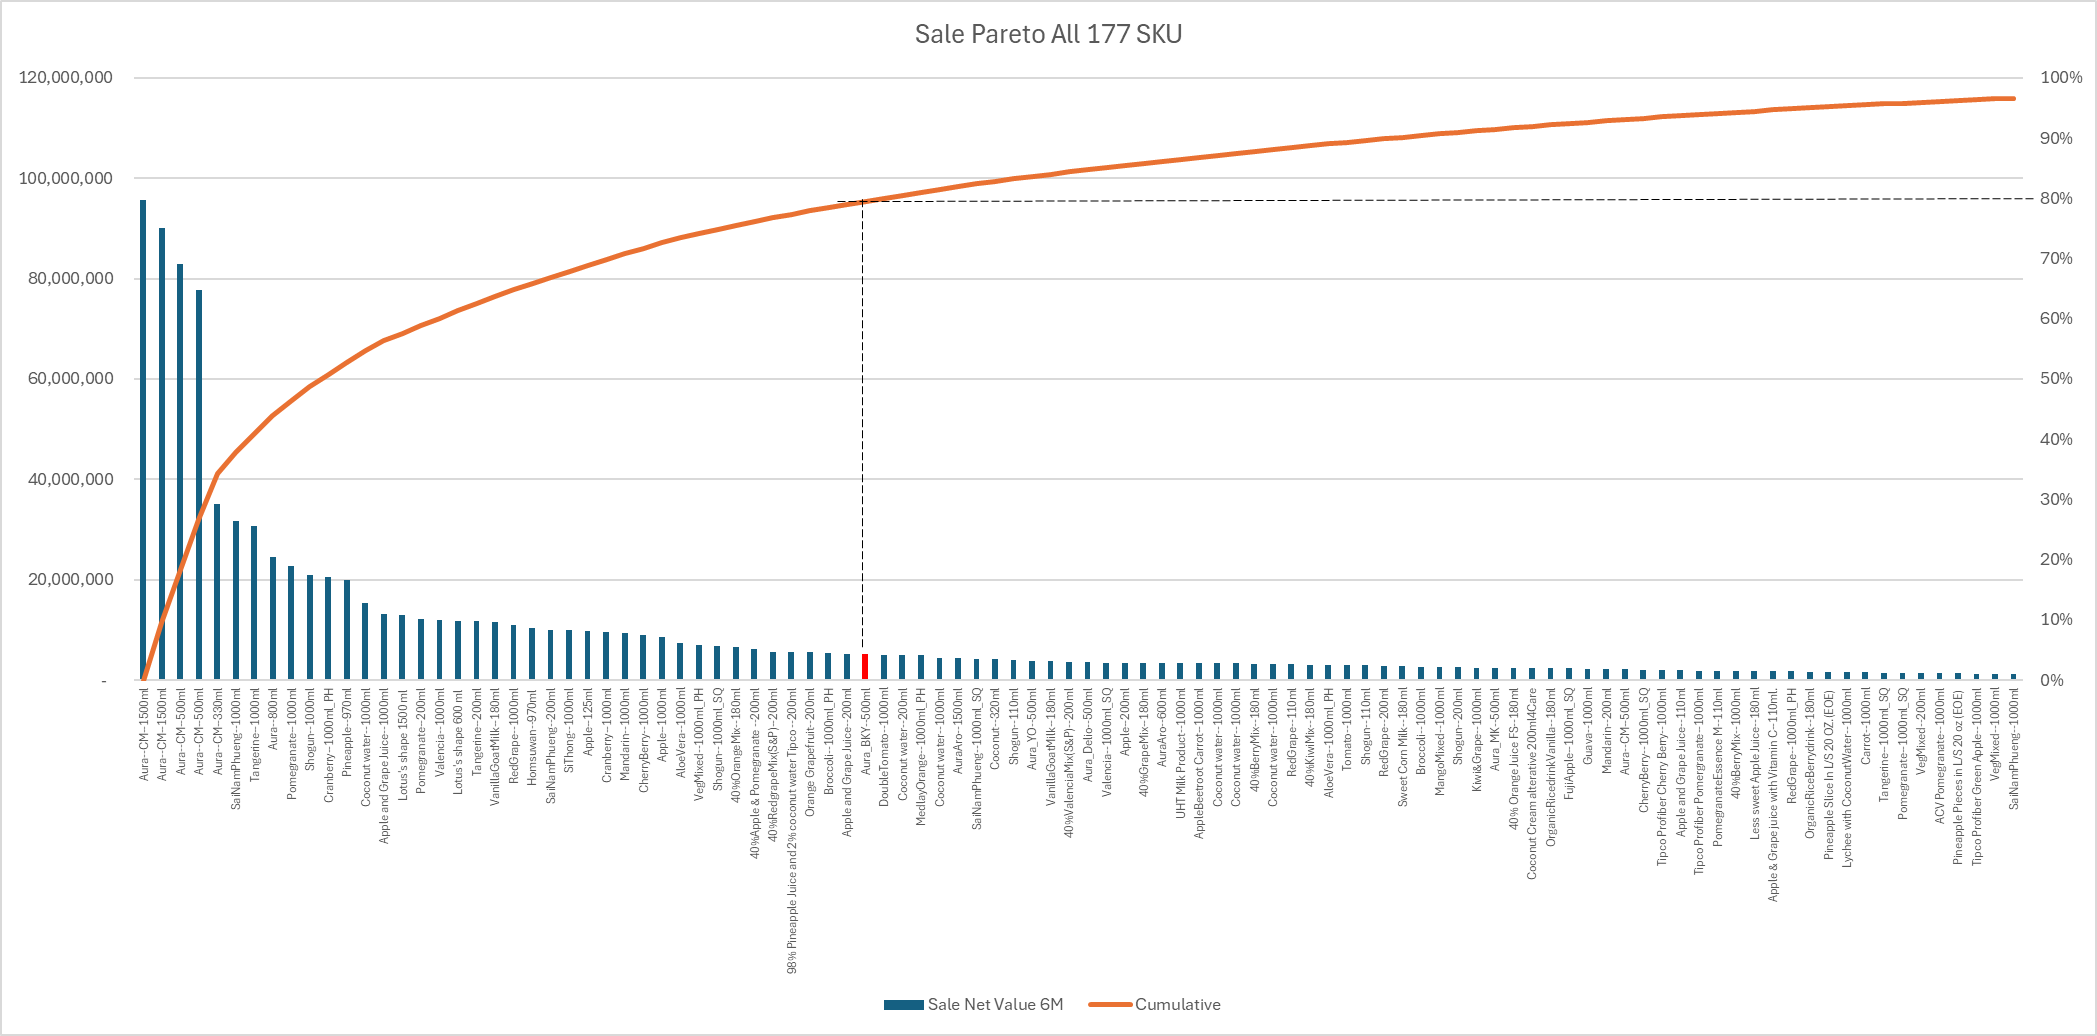 Sale Pareto All 177 SKU
120,000,000
100,000,000
80,000,000
60,000,000
40,000,000
20,000,000
-
100%
90%
80%
70%
60%
50%
40%
30%
20%
10%
0%
Aura--CM--1500ml
Aura--CM--1500ml
Aura--CM-500ml
Aura--CM--500ml
Aura--CM--330ml
SaiNamPhueng--1000ml
Tangerine--1000ml
Aura--800ml
Pomegranate--1000ml
Shogun--1000ml
Cranberry--1000ml_PH
Pineapple--970ml
Coconut water--1000ml
Apple and Grape Juice--1000ml
Lotus's shape 1500 ml
Pomegranate--200ml
Valencia--1000ml
Lotus's shape 600 ml
Tangerine--200ml
VanillaGoatMilk--180ml
RedGrape--1000ml
Homsuwan--970ml
SaiNamPhueng--200ml
SiThong--1000ml
Apple--125ml
Cranberry--1000ml
Mandarin--1000ml
CherryBerry--1000ml
Apple--1000ml
AloeVera--1000ml
VegMixed--1000ml_PH
Shogun--1000ml_SQ
40%OrangeMix--180ml
40%Apple & Pomegranate --200ml
40%RedgrapeMix(S&P)--200ml
98% Pineapple Juice and 2% coconut water Tipco --200ml
Orange Grapefruit--200ml
Broccoli--1000ml_PH
Apple and Grape Juice--200ml
Aura_BKY--500ml
DoubleTomato--1000ml
Coconut water--200ml
MedlayOrange--1000ml_PH
Coconut water--1000ml
AuraAro--1500ml
SaiNamPhueng-1000ml_SQ
Coconut--320ml
Shogun--110ml
Aura_YO--500ml
VanillaGoatMilk--180ml
40%ValenciaMix(S&P)--200ml
Aura_Delio--500ml
Valencia--1000ml_SQ
Apple--200ml
40%GrapeMix--180ml
AuraAro--600ml
UHT Milk Product--1000ml
AppleBeetroot Carrot--1000ml
Coconut water--1000ml
Coconut water--1000ml
40%BerryMix--180ml
Coconut water--1000ml
RedGrape--110ml
40%KiwiMix--180ml
AloeVera--1000ml_PH
Tomato--1000ml
Shogun--110ml
RedGrape--200ml
Sweet Corn Milk--180ml
Broccoli--1000ml
MangoMixed--1000ml
Shogun--200ml
Kiwi&Grape--1000ml
Aura_MK--500ml
40% Orange Juice FS--180ml
Coconut Cream alterative 200ml4Care
OrganicRicedrinkVanilla--180ml
FujiApple--1000ml_SQ
Guava--1000ml
Mandarin--200ml
Aura--CM--500ml
CherryBerry--1000ml_SQ
Tipco Profiber Cherry Berry--1000ml
Apple and Grape Juice--110ml
Tipco Profiber Pomergranate--1000ml
PomegranateEssence M--110ml
40%BerryMix--1000ml
Less sweet Apple Juice--180ml
Apple & Grape juice with Vitamin C--110mL
RedGrape--1000ml_PH
OrganicRiceBerrydrink--180ml
Pineapple Slice In L/S 20 OZ.(EOE)
Lychee with CoconutWater--1000ml
Carrot--1000ml
Tangerine--1000ml_SQ
Pomegranate--1000ml_SQ
VegMixed--200ml
ACV Pomegranate--1000ml
Pineapple Pieces in L/S 20 oz (EOE)
Tipco Profiber Green Apple--1000ml
VegMixed--1000ml
SaiNamPhueng--1000ml
Sale Net Value 6M
Cumulative